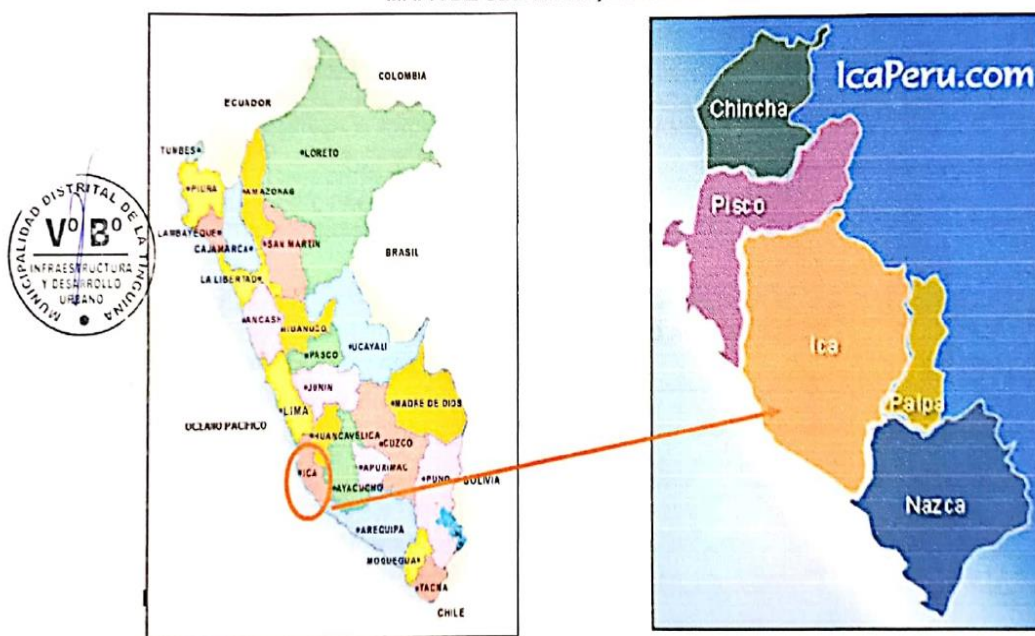 COLOMBIA
ECUADOR
TUMBES
LORETO
PIURA
AMAZONAS
LAMBAYEQUE
CAJAMARCA
SAN MARTIN
BRASIL
LA LIBERTAD
ANCASH
HUANUCO
UCAYALI
PASCO
JUNIN
LIMA
MADRE DE DIOS
OCEANO PACIFICO
HUANCAVELICA
CUZCO
ICA
APURIMAC
PUNO
BOLIVIA
AYACUCHO
AREQUIPA
MOQUEGUA
TACNA
CHILE
MUNICIPALIDAD DISTRITAL DE LA TINGUIÑA
Vº Bº
INFRAESTRUCTURA
Y DESARROLLO
URBANO
IcaPeru.com
Chincha
Pisco
Ica
Palpa
Nazca